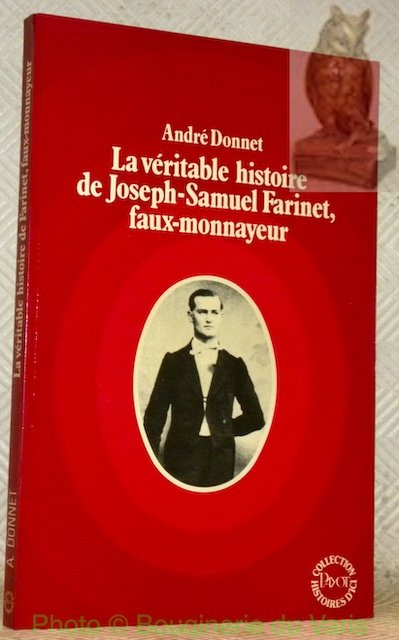 André Donnet
La véritable histoire
de Joseph-Samuel Farinet,
faux-monnayeur
COLLECTION
PAYOT
HISTOIRES D'ICI
La véritable histoire de Farinet, faux-monnayeur
A. DONNET
Photo © Bouquinerie du Varis